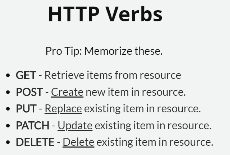 HTTP Verbs
Pro Tip: Memorize these.
• GET - Retrieve items from resource
• POST - Create new item in resource.
• PUT - Replace existing item in resource.
• PATCH - Update existing item in resource.
• DELETE - Delete existing item in resource.